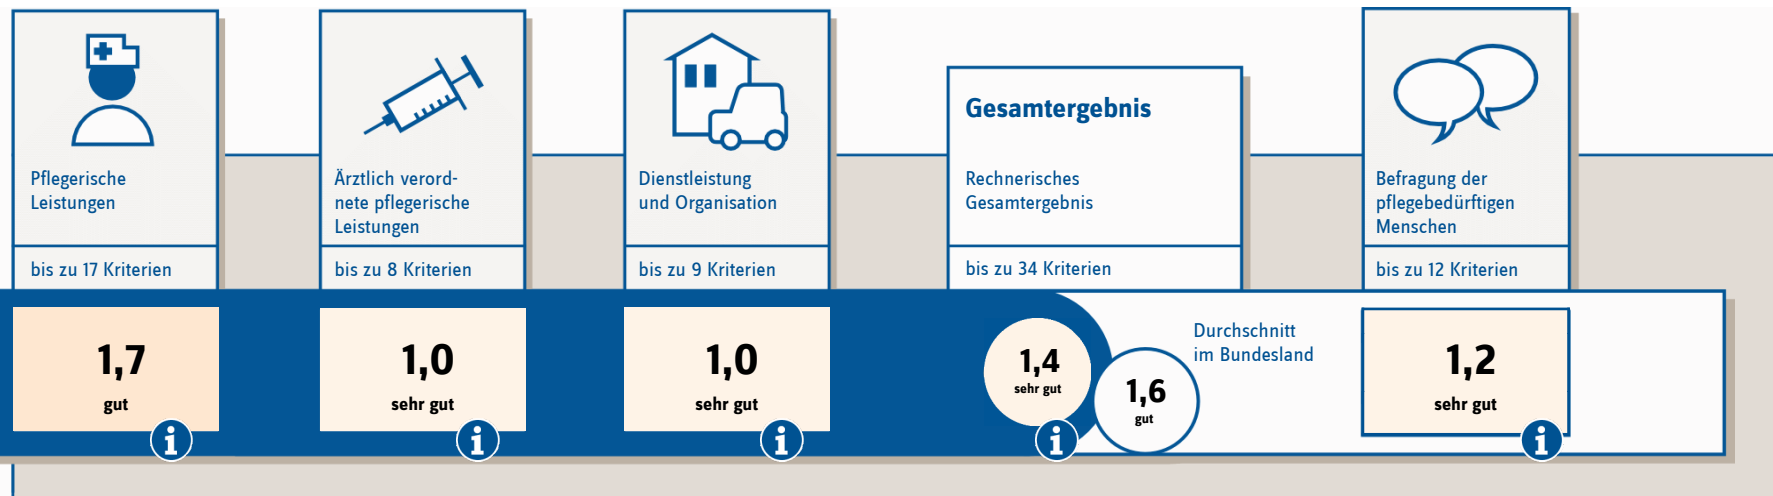 Pflegerische
Leistungen
bis zu 17 Kriterien
1,7
gut
i
Ärztlich verord-
nete pflegerische
Leistungen
bis zu 8 Kriterien
1,0
sehr gut
i
Dienstleistung
und Organisation
bis zu 9 Kriterien
1,0
sehr gut
i
Gesamtergebnis
Rechnerisches
Gesamtergebnis
bis zu 34 Kriterien
1,4
sehr gut
i
1,6
gut
Durchschnitt
im Bundesland
Befragung der
pflegebedürftigen
Menschen
bis zu 12 Kriterien
1,2
sehr gut
i